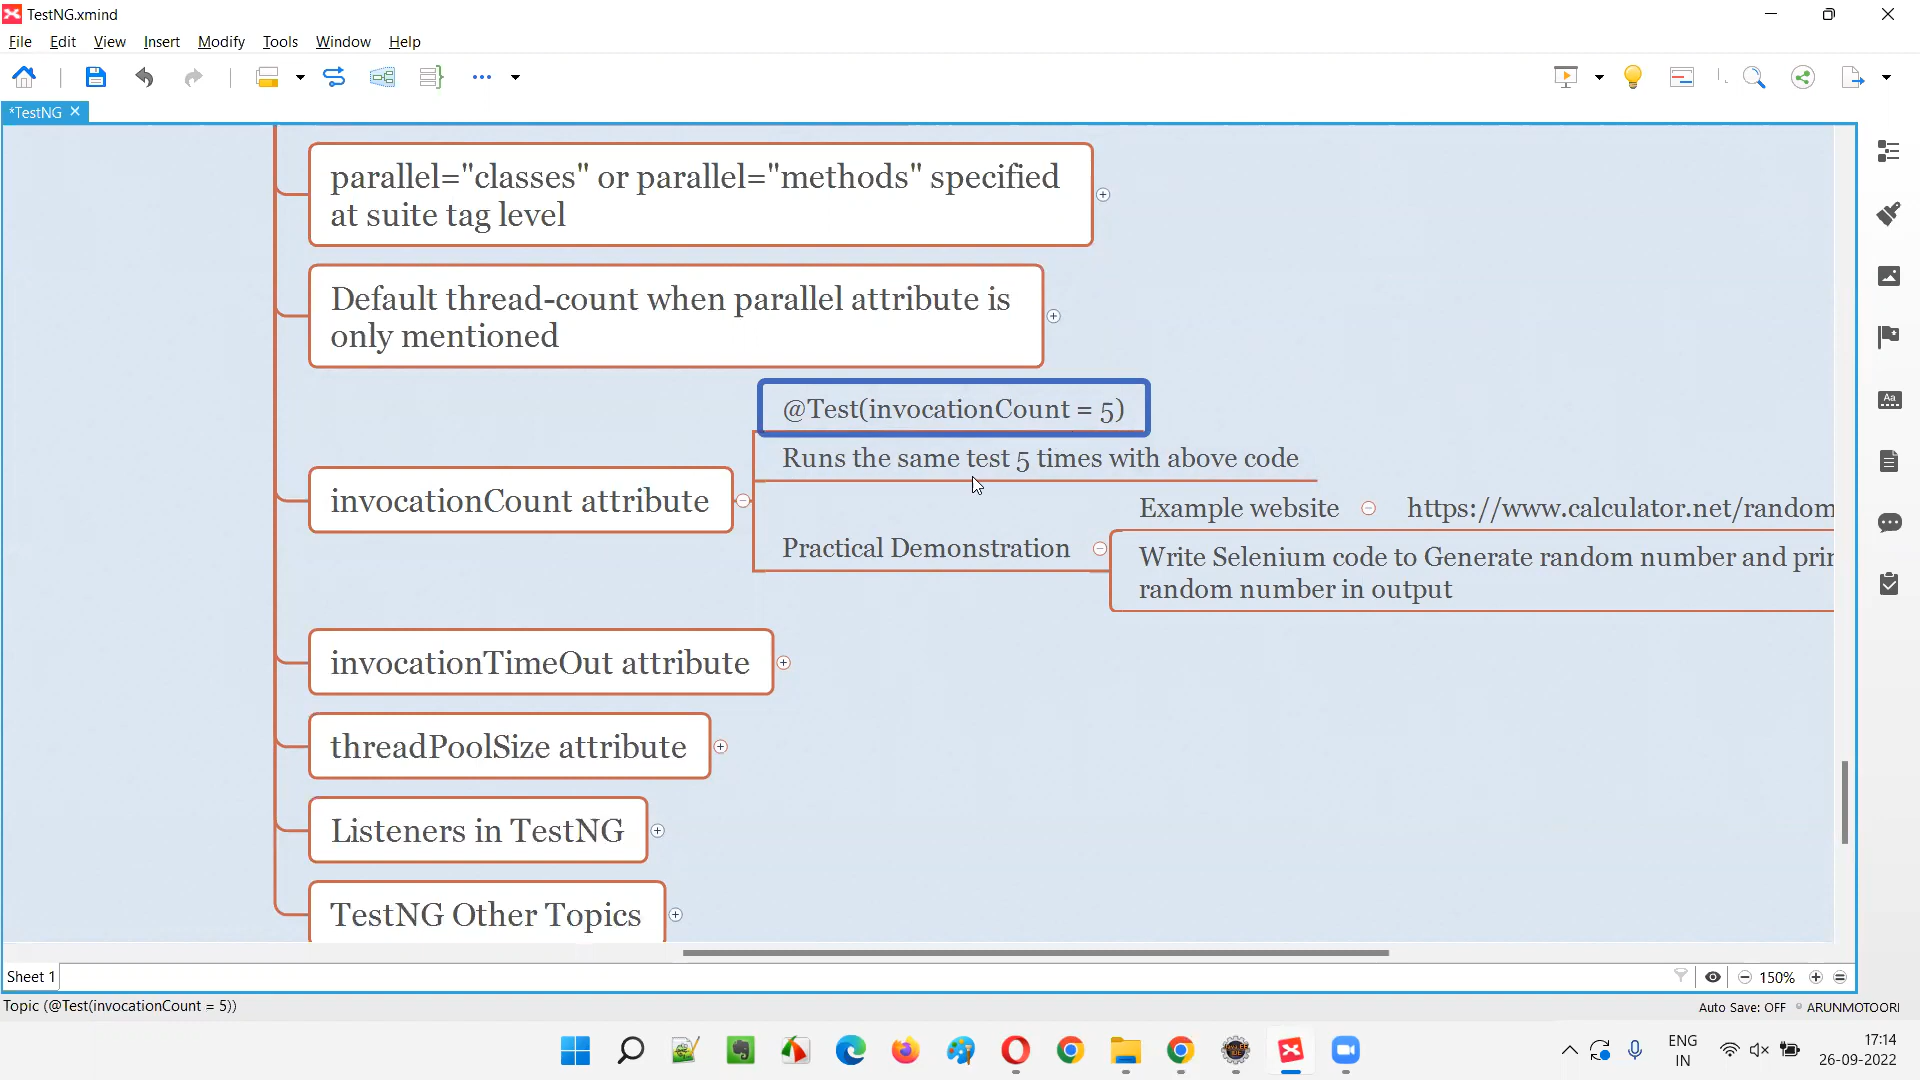 TestNG.xmind
File Edit View Insert Modify Tools Window Help
*TestNG
parallel="classes" or parallel="methods" specified
at suite tag level
Default thread-count when parallel attribute is
only mentioned
@Test(invocationCount = 5)
Runs the same test 5 times with above code
invocationCount attribute
Example website
https://www.calculator.net/random
Practical Demonstration
Write Selenium code to Generate random number and prin
random number in output
invocationTimeOut attribute
threadPoolSize attribute
Listeners in TestNG
TestNG Other Topics
Sheet 1
150%
Topic (@Test(invocationCount = 5))
Auto Save: OFF
ARUNMOTOORI
ENG
IN
17:14
26-09-2022